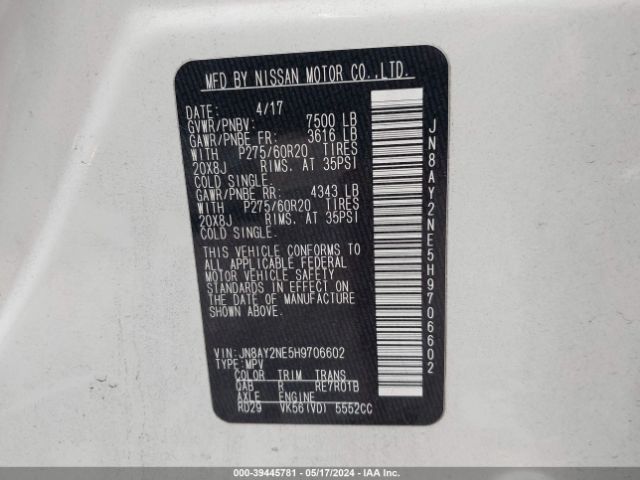 MFD BY NISSAN MOTOR CO.,LTD.
DATE: 4/17
GVWR/PNBV: 7500 LB
GAWR/PNBE FR: 3616 LB
WITH P275/60R20 TIRES
20X8J RIMS. AT 35PSI
COLD SINGLE.
GAWR/PNBE RR: 4343 LB
WITH P275/60R20 TIRES
20X8J RIMS. AT 35PSI
COLD SINGLE.
THIS VEHICLE CONFORMS TO
ALL APPLICABLE FEDERAL
MOTOR VEHICLE SAFETY
STANDARDS IN EFFECT ON
THE DATE OF MANUFACTURE
SHOWN ABOVE.
VIN: JN8AY2NE5H9706602
TYPE: MPV
COLOR TRIM TRANS
QAB R RE7R01B
AXLE ENGINE
RD29 VK56(VD) 5552CC
JN8AY2NE5H9706602
© 39445781 - 05/17/2024 - IAA Inc.